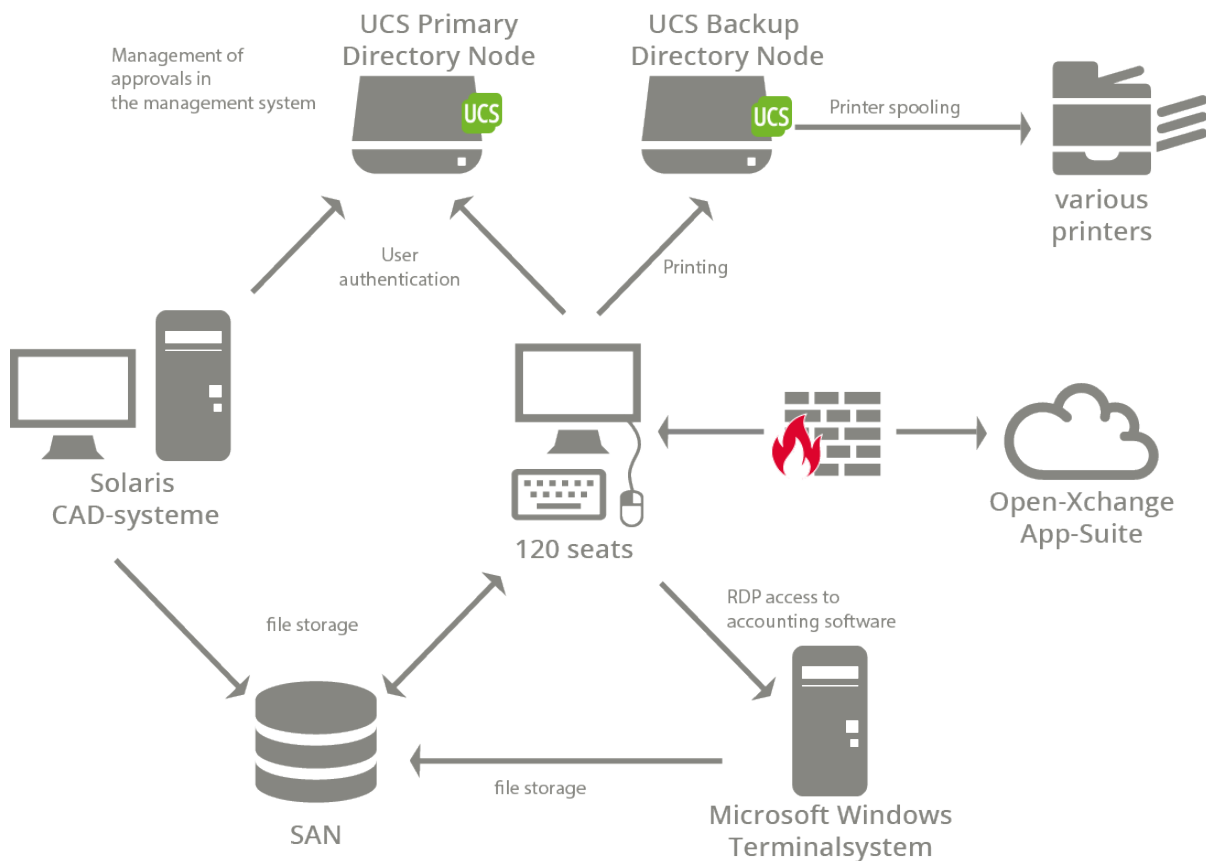 UCS Primary
Directory Node
UCS Backup
Directory Node
Management of
approvals in
the management system
UCS
UCS
Printer spooling
various
printers
User
authentication
Printing
Solaris
CAD-systeme
120 seats
Open-Xchange
App-Suite
RDP access to
accounting software
file storage
file storage
SAN
Microsoft Windows
Terminalsystem